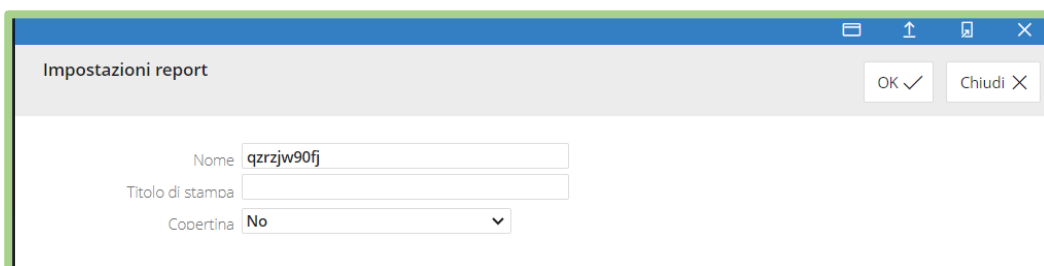 Impostazioni report
OK
Chiudi
Nome qzrzjw90fj
Titolo di stampa
Copertina No